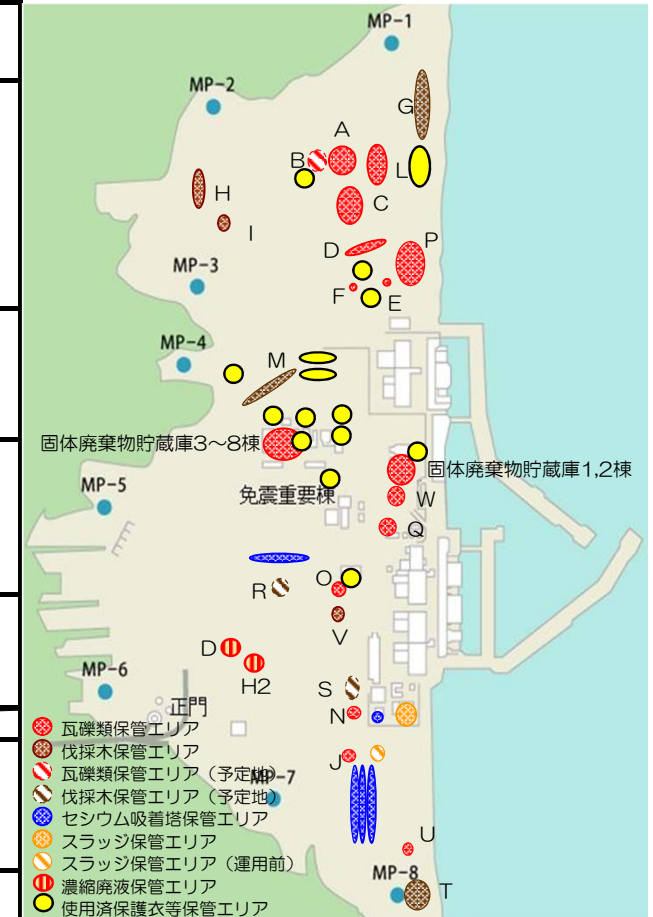 MP-1
MP-2
G
A
B
L
H
C
I
D
P
MP-3
F
E
MP-4
M
固体廃棄物貯蔵庫3～8棟
固体廃棄物貯蔵庫1,2棟
MP-5
免震重要棟
W
Q
O
R
V
D
H2
MP-6
S
正門
N
瓦礫類保管エリア
伐採木保管エリア
J
瓦礫類保管エリア（予定地）
MP-7
伐採木保管エリア（予定地）
セシウム吸着塔保管エリア
スラッジ保管エリア
U
スラッジ保管エリア（運用前）
MP-8
濃縮廃液保管エリア
T
使用済保護衣等保管エリア